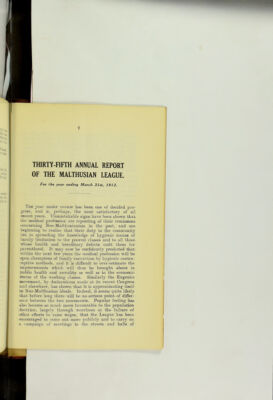 THIRTY-FIFTH ANNUAL REPORT
OF THE MALTHUSIAN LEAGUE.
For the year ending March 31st, 1913.
The year under review has been one of decided pro-
gress, and is, perhaps, the most satisfactory of all
recent years. Unmistakable signs have been shown that
the medical profession are repenting of their resistance
concerning Neo-Malthusianism in the past, and are
beginning to realise that their duty to the community
lies in spreading the knowledge of hygienic means of
family limitation to the poorest classes and to all those
whose health and hereditary defects unfit them for
parenthood. It may now be confidently predicted that
within the next few years the medical profession will be
open champions of family restriction by hygienic contra-
ceptive methods, and it is difficult to over-estimate the
improvements which will thus be brought about in
public health and morality as well as in the economic
status of the working classes. Similarly the Eugenics
movement, by declarations made at its recent Congress
and elsewhere, has shown that it is approximating itself
to Neo-Malthusian ideals. Indeed, it seems quite likely
that before long there will be no serious point of differ-
ence between the two movements. Popular feeling has
also become so much more favourable to the population
doctrine, largely through weariness at the failure of
other efforts to raise wages, that the League has been
encouraged to come out more publicly and to carry on
a campaign of meetings in the streets and halls of